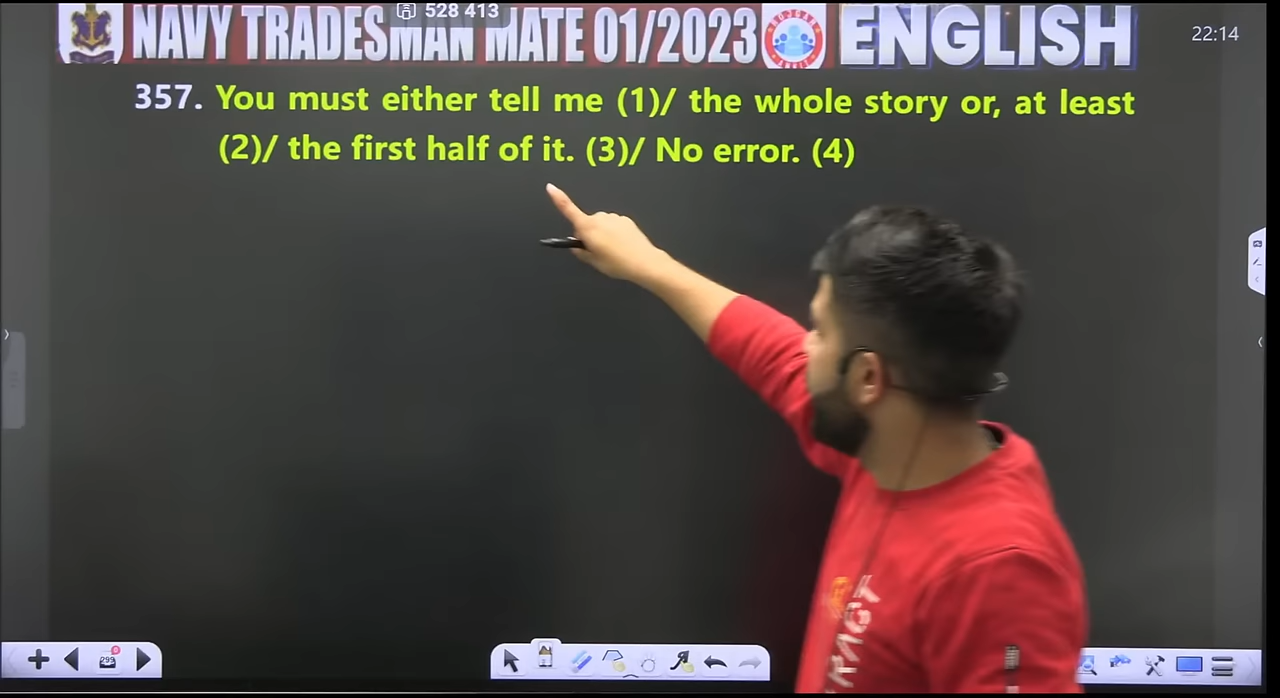 528 413
NAVY TRADESMAN MATE 01/2023 ENGLISH
22:14
357. You must either tell me (1)/ the whole story or, at least
(2)/ the first half of it. (3)/ No error. (4)
299